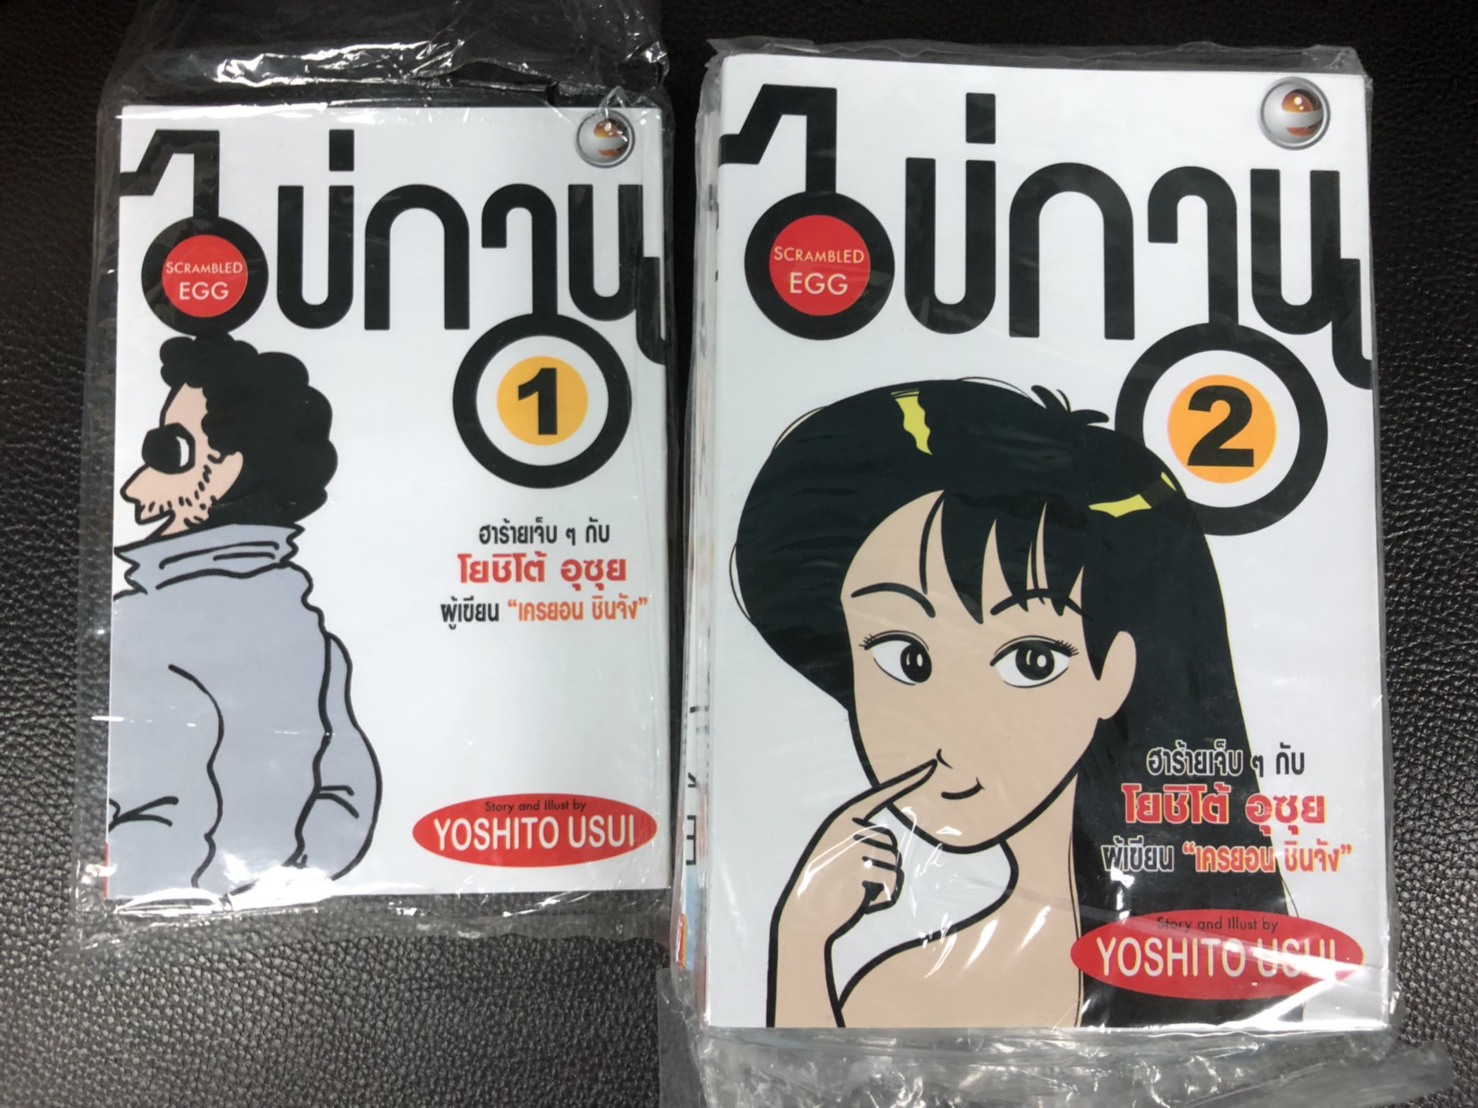 ไข่กวน
SCRAMBLED
EGG
1
ฮาร้ายเจ็บ ๆ กับ
โยชิโต้ อุซุย
ผู้เขียน “เครยอน ชินจัง”
Story and Illust by
YOSHITO USUI
ไข่กวน
SCRAMBLED
EGG
2
ฮาร้ายเจ็บ ๆ กับ
โยชิโต้ อุซุย
ผู้เขียน “เครยอน ชินจัง”
Story and Illust by
YOSHITO USUI